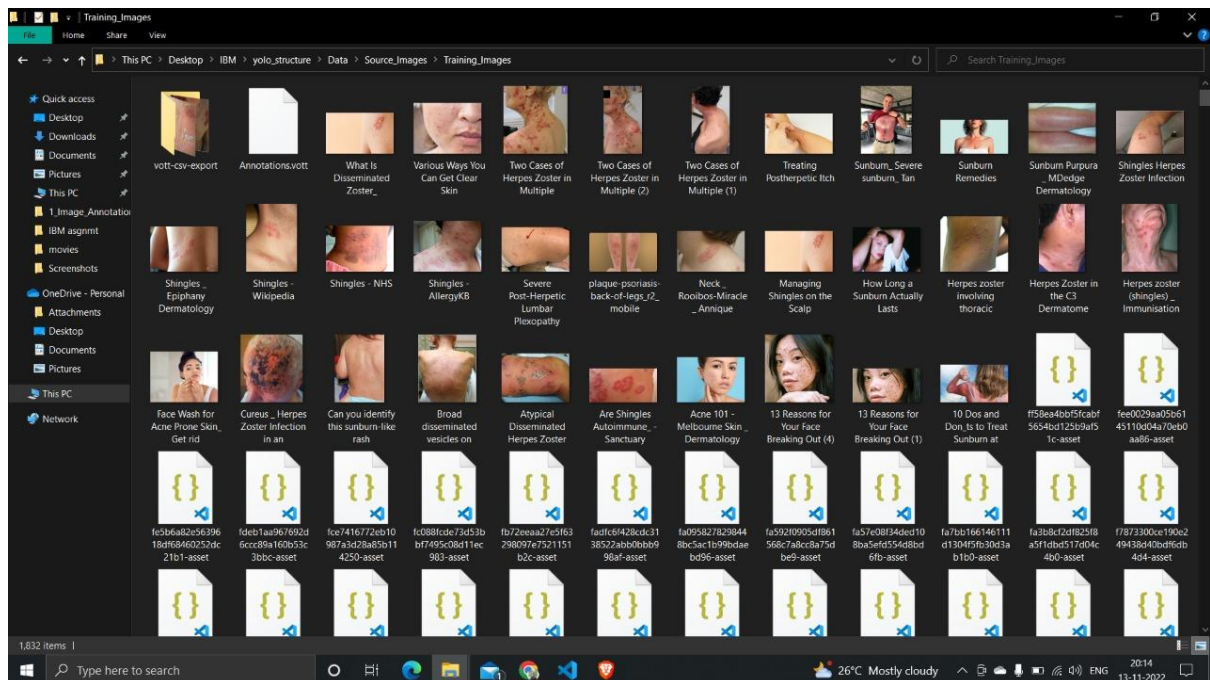 Training_Images
File Home Share View
This PC > Desktop > IBM > yolo_structure > Data > Source_Images > Training_Images
Search Training_Images
Quick access
Desktop
Downloads
Documents
Pictures
This PC
1_Image_Annotation
IBM asgnmt
movies
Screenshots
OneDrive - Personal
Attachments
Desktop
Documents
Pictures
This PC
Network
vott-csv-export
Annotations.vott
What Is
Disseminated
Zoster_
Various Ways You
Can Get Clear
Skin
Two Cases of
Herpes Zoster in
Multiple
Two Cases of
Herpes Zoster in
Multiple (2)
Two Cases of
Herpes Zoster in
Multiple (1)
Treating
Postherpetic Itch
Sunburn_ Severe
sunburn_ Tan
Sunburn
Remedies
Sunburn Purpura
_ MDedge
Dermatology
Shingles Herpes
Zoster Infection
Shingles _
Epiphany
Dermatology
Shingles -
Wikipedia
Shingles - NHS
Shingles -
AllergyKB
Severe
Post-Herpetic
Lumbar
Plexopathy
plaque-psoriasis-
back-of-legs_r2_
mobile
Neck _
Rooibos-Miracle
_ Annique
Managing
Shingles on the
Scalp
How Long a
Sunburn Actually
Lasts
Herpes zoster
involving
thoracic
Herpes Zoster in
the C3
Dermatome
Herpes zoster
(shingles) _
Immunisation
Face Wash for
Acne Prone Skin_
Get rid
Cureus _ Herpes
Zoster Infection
in an
Can you identify
this sunburn-like
rash
Broad
disseminated
vesicles on
Atypical
Disseminated
Herpes Zoster
Are Shingles
Autoimmune_ -
Sanctuary
Acne 101 -
Melbourne Skin _
Dermatology
13 Reasons for
Your Face
Breaking Out (4)
13 Reasons for
Your Face
Breaking Out (1)
10 Dos and
Don_ts to Treat
Sunburn at
ff58ea4bbf5fcabf
5654bd125b9af5
1c-asset
fee0029aa05b61
45110d04a70eb0
aa86-asset
fe5b6a82e56396
18df68460252dc
21b1-asset
fdeb1aa967692d
6ccc89a160b53c
3bbc-asset
fce7416772eb10
987a3d28a85b11
4250-asset
fc088fcde73d53b
bf7495c08d11ec
983-asset
fb72eeaa27e5f63
298097e7521151
b2c-asset
fadfc6f428cdc31
38522abb0bbb9
98af-asset
fa095827829844
8bc5ac1b99bdae
bd96-asset
fa592f0905df861
568c7a8cc8a75d
be9-asset
fa57e08f34ded10
8ba5efd554d8bd
6fb-asset
fa7bb166146111
d1304f5fb30d3a
b1b0-asset
fa3b8cf2df825f8
a5f1dbd517d04c
4b0-asset
f7873300ce190e2
49438d40bdf6db
4d4-asset
1,832 items
Type here to search
26°C Mostly cloudy
ENG
20:14
13-11-2022